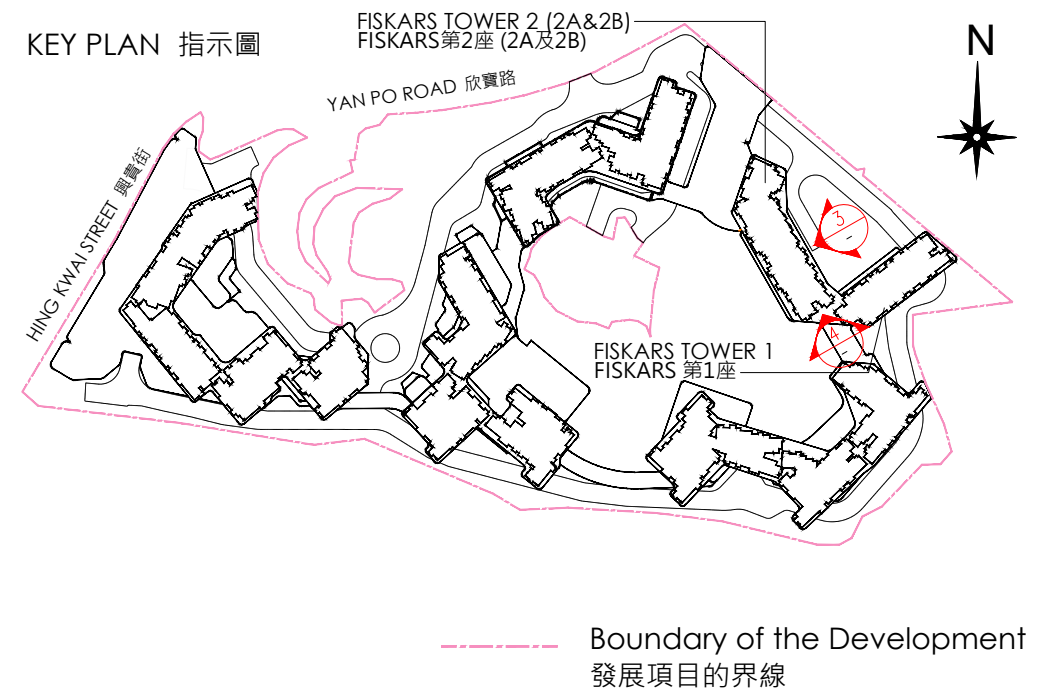 FISKARS TOWER 2 (2A&2B)
FISKARS第2座 (2A及2B)
KEY PLAN 指示圖
N
YAN PO ROAD 欣寶路
HING KWAI STREET 興貴街
3
-
4
-
FISKARS TOWER 1
FISKARS 第1座
Boundary of the Development
發展項目的界線